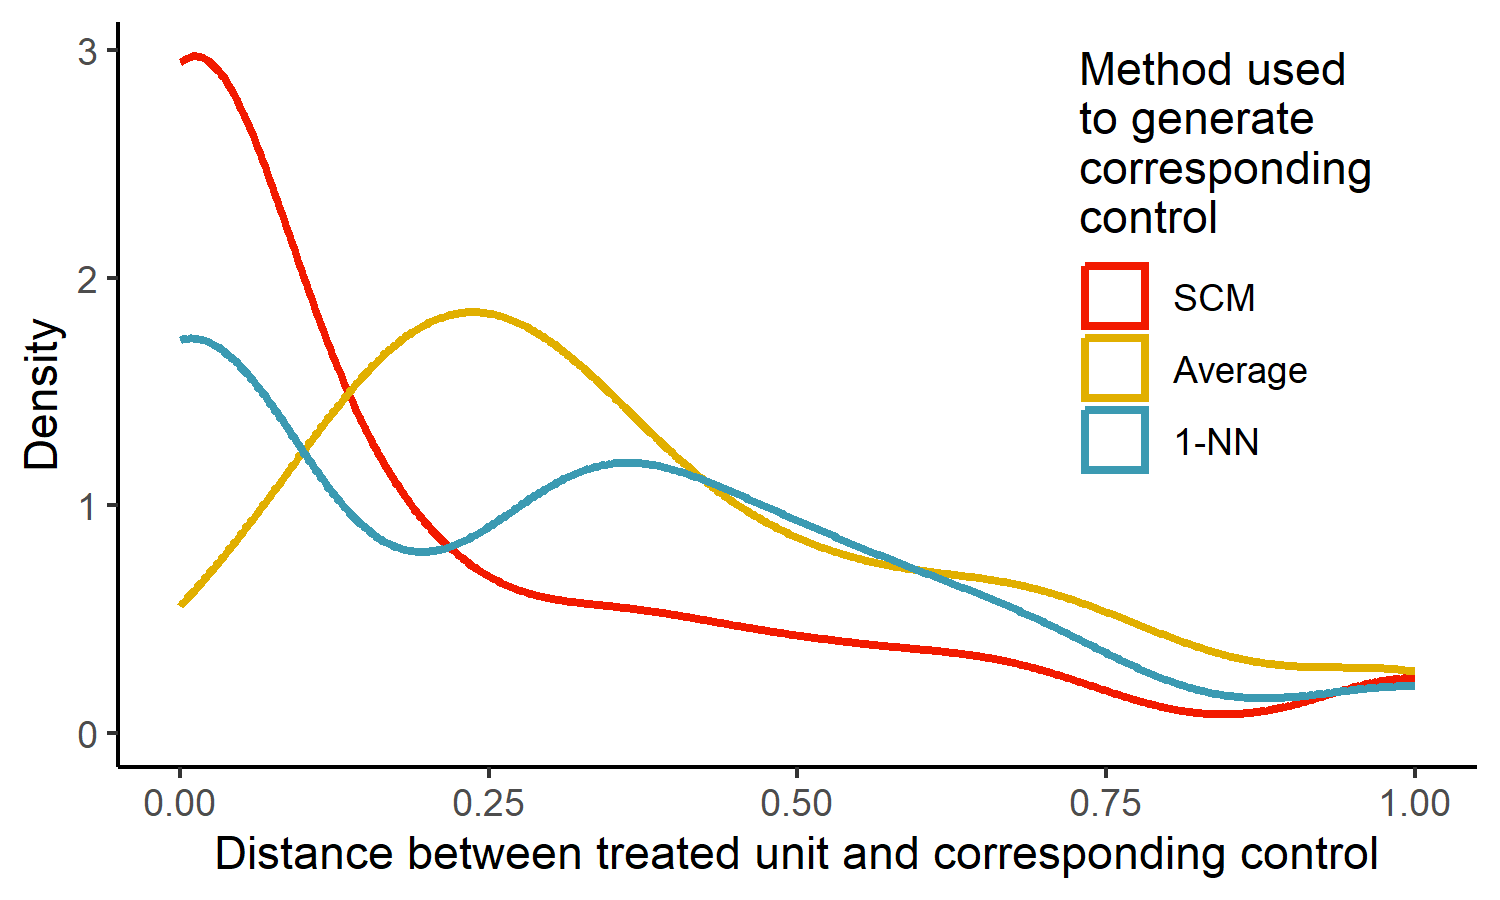 3
2
1
0
Density
0.00
0.25
0.50
0.75
1.00
Distance between treated unit and corresponding control
Method used
to generate
corresponding
control
SCM
Average
1-NN